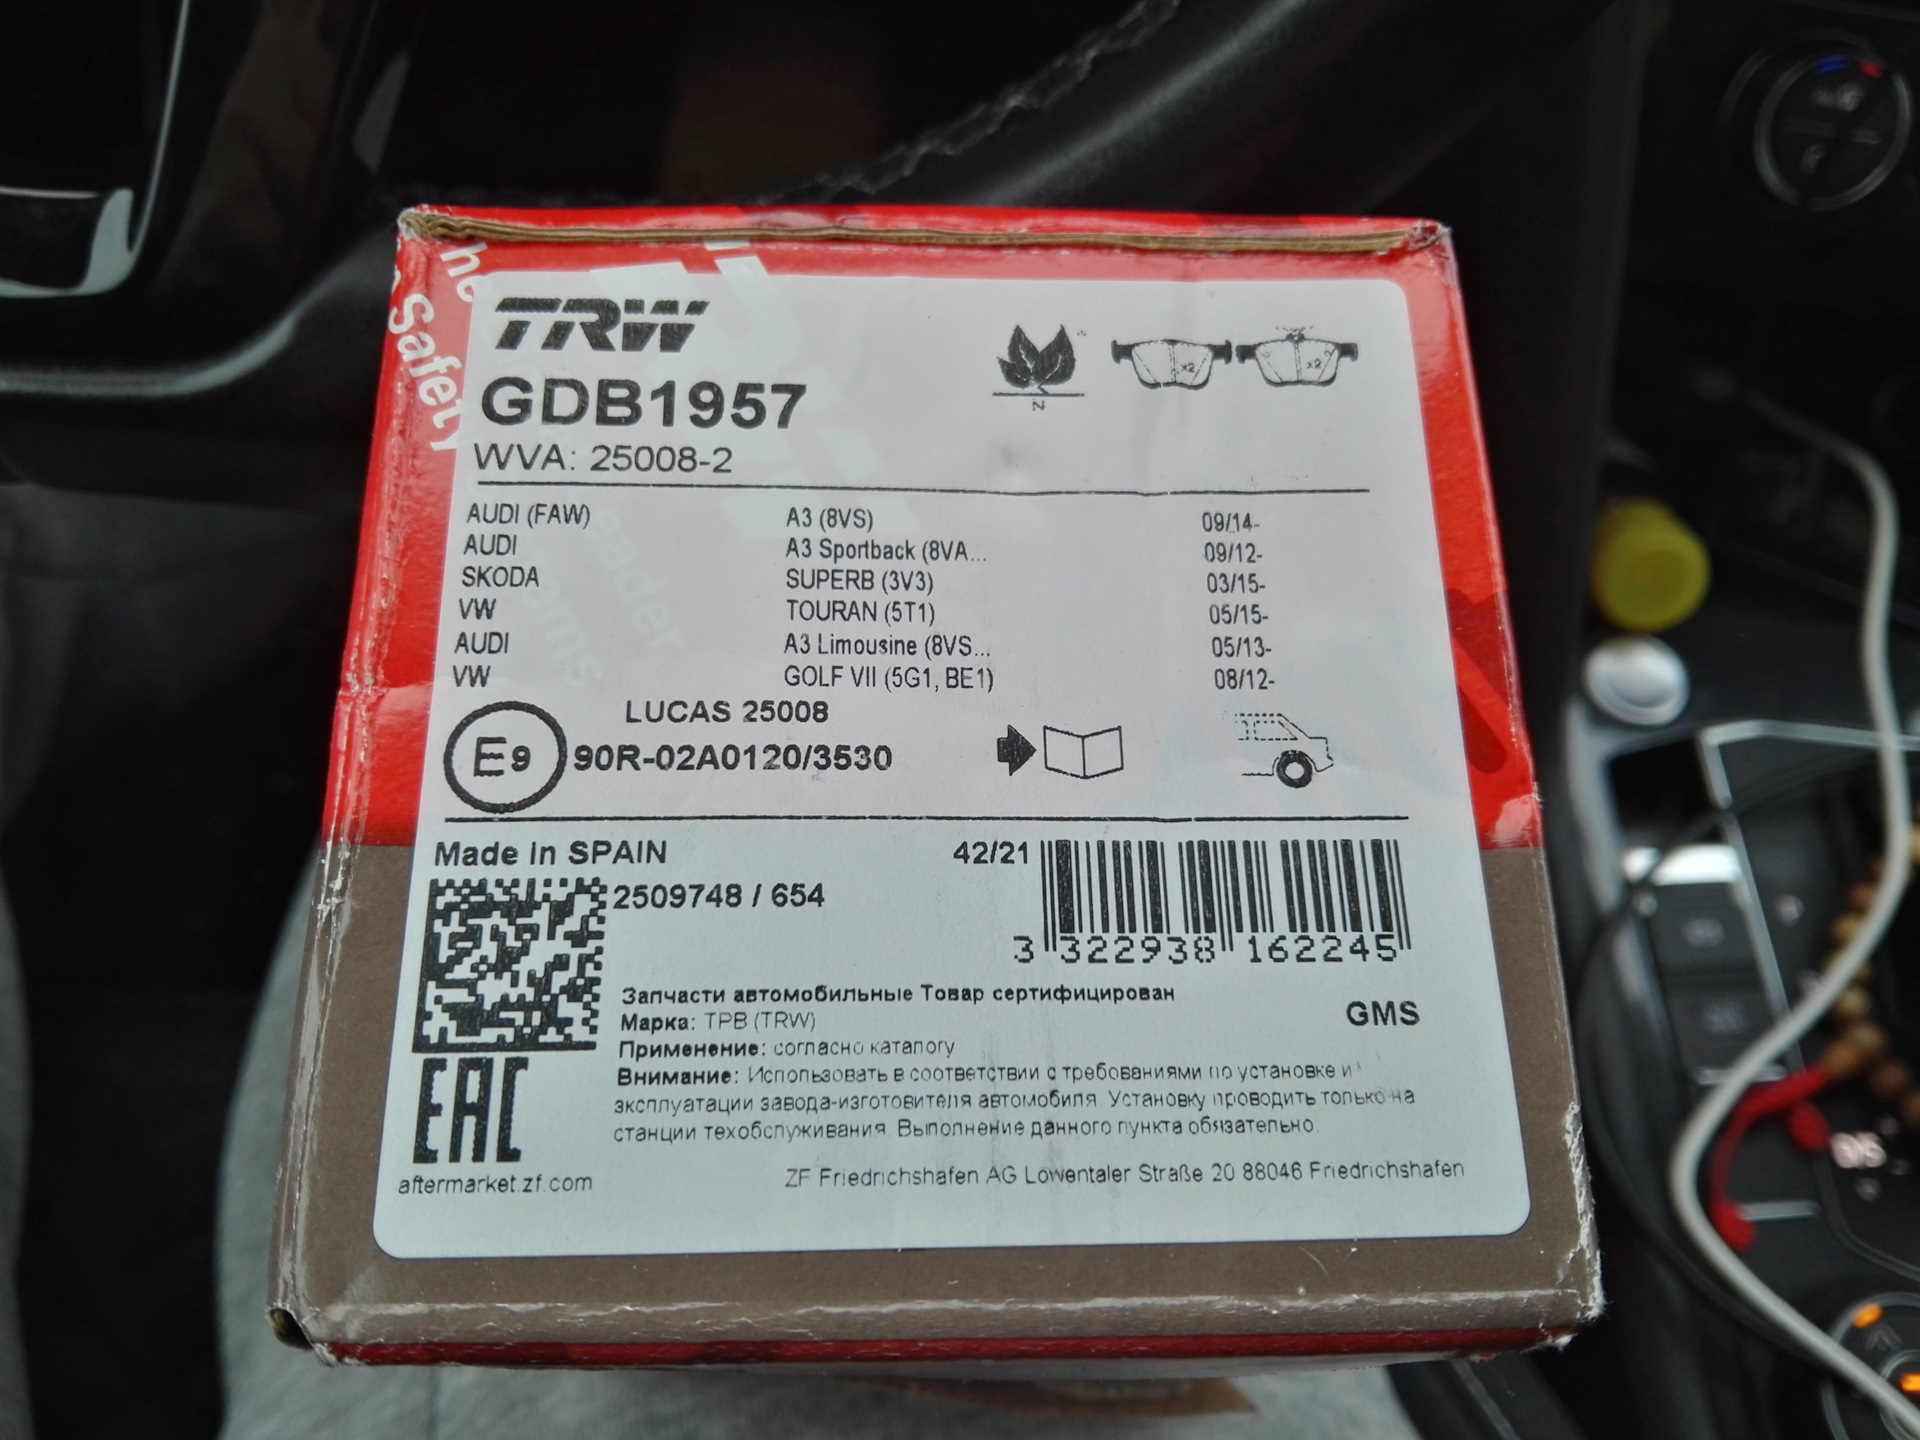 Safety
TRW
GDB1957
WVA: 25008-2
N
x2 x2
AUDI (FAW) A3 (8VS) 09/14-
AUDI A3 Sportback (8VA... 09/12-
SKODA SUPERB (3V3) 03/15-
VW TOURAN (5T1) 05/15-
AUDI A3 Limousine (8VS... 05/13-
VW GOLF VII (5G1, BE1) 08/12-
LUCAS 25008
E9 90R-02A0120/3530
Made in SPAIN 42/21
2509748 / 654
3 322938 162245
Запчасти автомобильные Товар сертифицирован
Марка: ТРВ (TRW) GMS
Применение: согласно каталогу
Внимание: Использовать в соответствии с требованиями по установке и
эксплуатации завода-изготовителя автомобиля. Установку проводить только на
станции техобслуживания. Выполнение данного пункта обязательно.
EAC
aftermarket.zf.com
ZF Friedrichshafen AG Löwentaler Straße 20 88046 Friedrichshafen